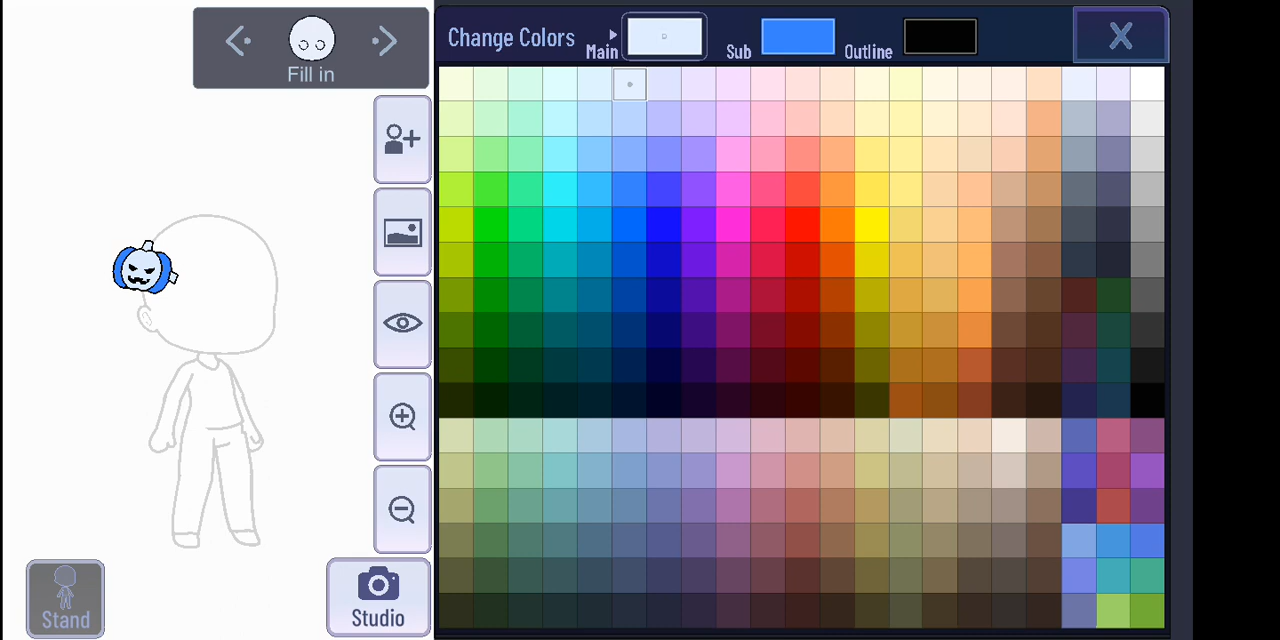 Fill in
Change Colors
Main
Sub
Outline
X
Stand
Studio